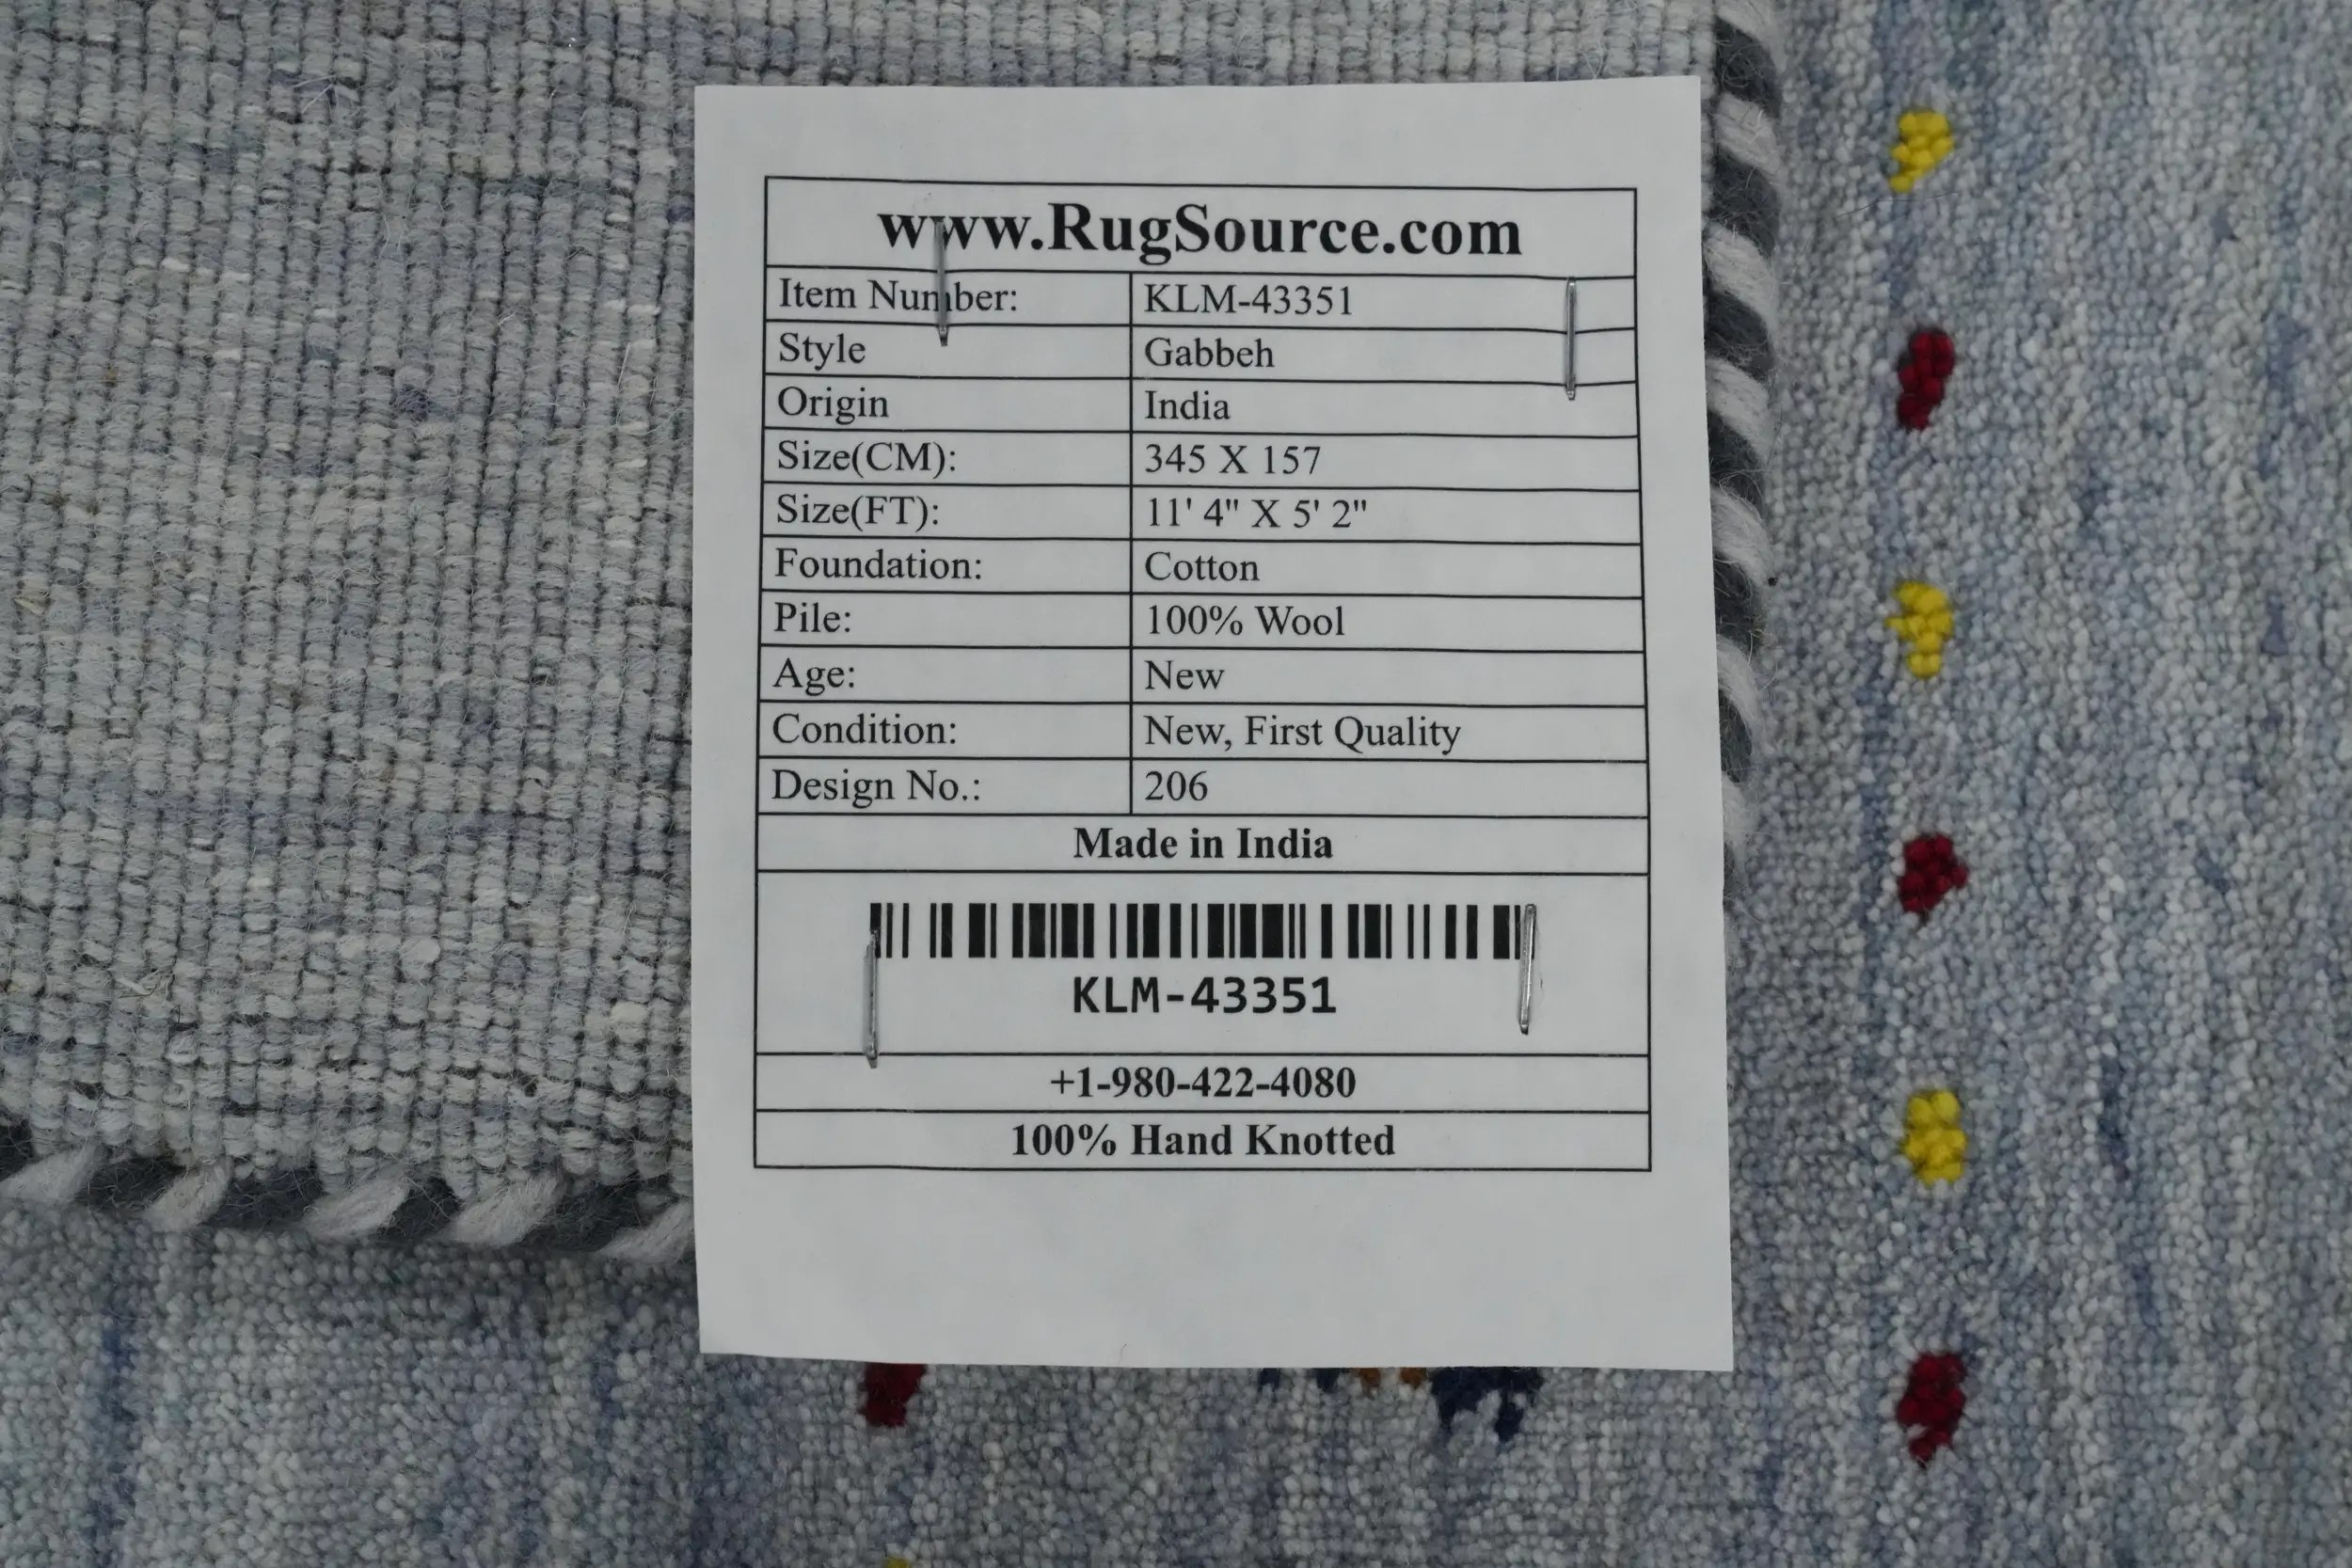 www.RugSource.com
Item Number: KLM-43351
Style Gabbeh
Origin India
Size(CM): 345 X 157
Size(FT): 11' 4" X 5' 2"
Foundation: Cotton
Pile: 100% Wool
Age: New
Condition: New, First Quality
Design No.: 206
Made in India
KLM-43351
+1-980-422-4080
100% Hand Knotted